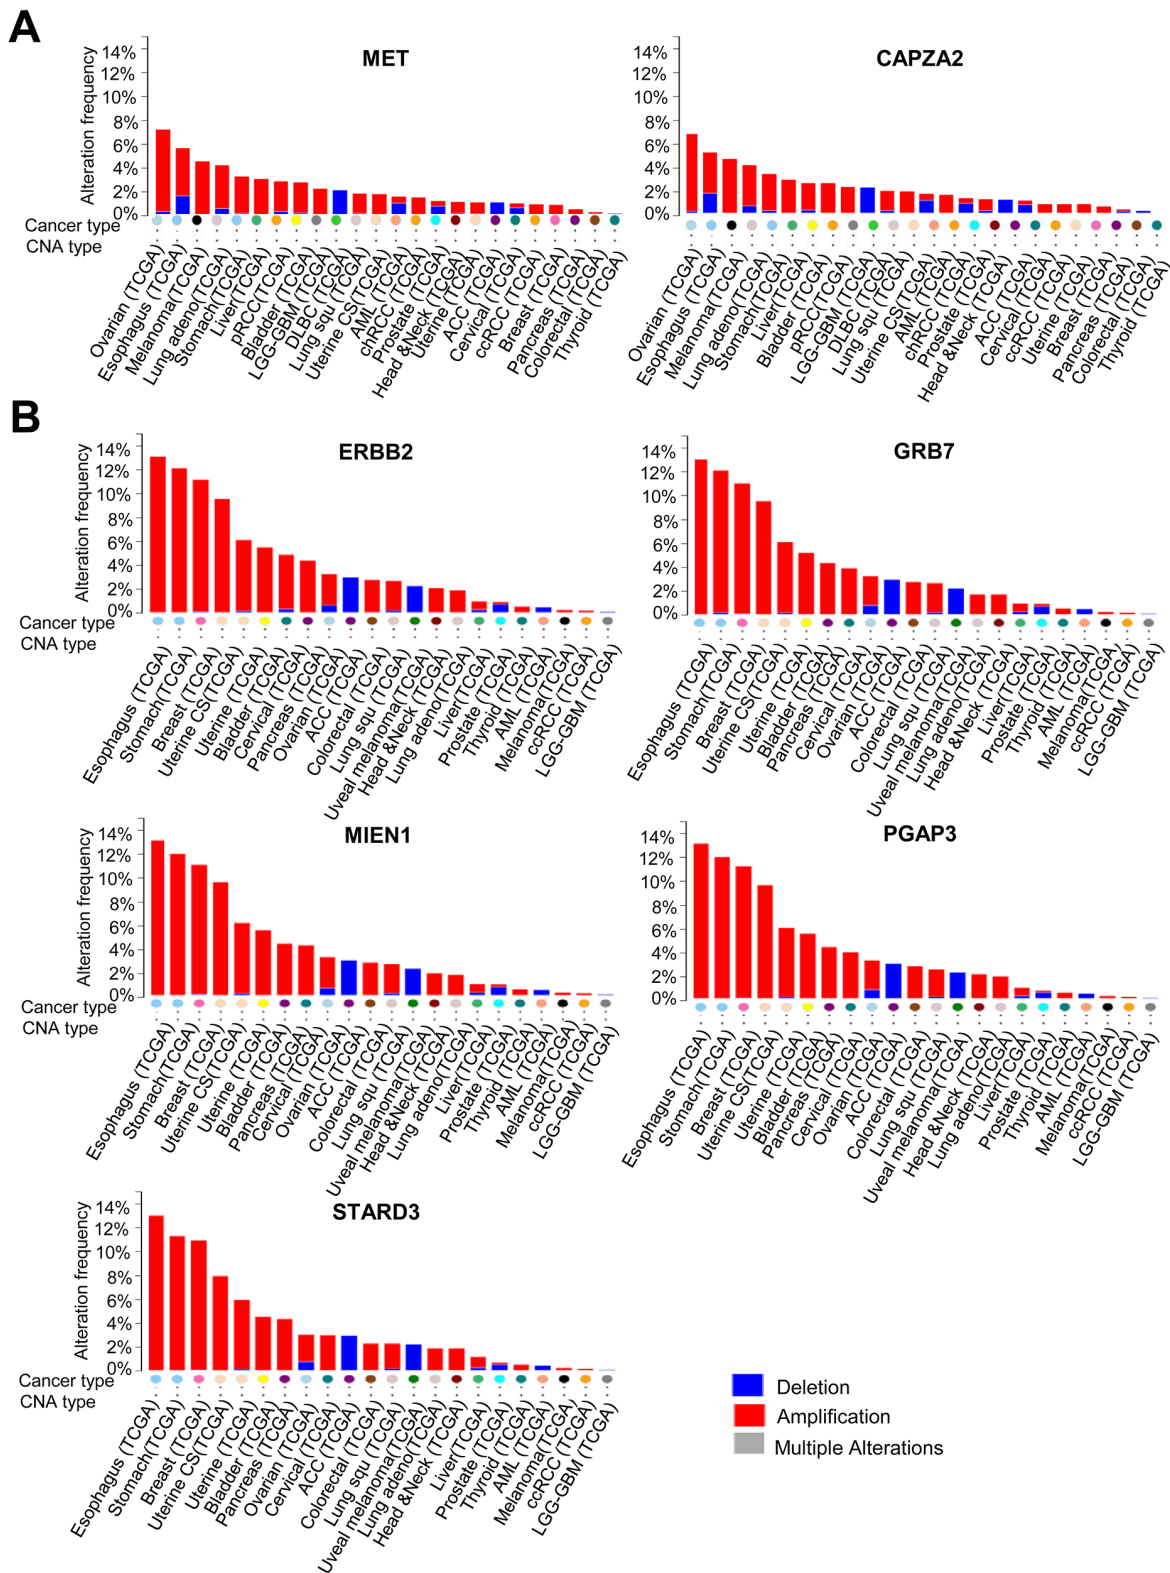 A
MET
Alteration frequency
14%
12%
10%
8%
6%
4%
2%
0%
Cancer type
CNA type
Ovarian (TCGA)
Esophagus (TCGA)
Melanoma(TCGA)
Lung adeno(TCGA)
Stomach(TCGA)
Liver(TCGA)
pRCC(TCGA)
Bladder (TCGA)
LGG-GBM (TCGA)
DLBC (TCGA)
Lung squ (TCGA)
Uterine CS(TCGA)
AML (TCGA)
chRCC (TCGA)
Prostate (TCGA)
Head &Neck (TCGA)
Uterine (TCGA)
ACC (TCGA)
Cervical (TCGA)
ccRCC (TCGA)
Breast (TCGA)
Pancreas (TCGA)
Colorectal (TCGA)
Thyroid (TCGA)
CAPZA2
Alteration frequency
14%
12%
10%
8%
6%
4%
2%
0%
Ovarian (TCGA)
Esophagus (TCGA)
Melanoma(TCGA)
Lung adeno(TCGA)
Stomach(TCGA)
Liver(TCGA)
Bladder (TCGA)
pRCC(TCGA)
LGG-GBM (TCGA)
DLBC (TCGA)
Lung squ (TCGA)
Uterine CS(TCGA)
AML (TCGA)
chRCC (TCGA)
Prostate (TCGA)
Head &Neck (TCGA)
ACC (TCGA)
Cervical (TCGA)
ccRCC (TCGA)
Uterine (TCGA)
Breast (TCGA)
Pancreas (TCGA)
Colorectal (TCGA)
Thyroid (TCGA)
B
ERBB2
Alteration frequency
14%
12%
10%
8%
6%
4%
2%
0%
Cancer type
CNA type
Esophagus (TCGA)
Stomach(TCGA)
Breast (TCGA)
Uterine CS(TCGA)
Uterine (TCGA)
Bladder (TCGA)
Cervical (TCGA)
Pancreas (TCGA)
Ovarian (TCGA)
ACC (TCGA)
Colorectal (TCGA)
Lung squ (TCGA)
Uveal melanoma(TCGA)
Head &Neck (TCGA)
Lung adeno(TCGA)
Liver(TCGA)
Prostate (TCGA)
Thyroid (TCGA)
AML (TCGA)
Melanoma(TCGA)
ccRCC (TCGA)
LGG-GBM (TCGA)
GRB7
14%
12%
10%
8%
6%
4%
2%
0%
Esophagus (TCGA)
Stomach(TCGA)
Breast (TCGA)
Uterine CS(TCGA)
Uterine (TCGA)
Bladder (TCGA)
Pancreas (TCGA)
Cervical (TCGA)
Ovarian (TCGA)
ACC (TCGA)
Colorectal (TCGA)
Lung squ (TCGA)
Uveal melanoma(TCGA)
Lung adeno(TCGA)
Head &Neck (TCGA)
Liver(TCGA)
Prostate (TCGA)
Thyroid (TCGA)
AML (TCGA)
Melanoma(TCGA
ccRCC (TCGA)
LGG-GBM (TCGA)
MIEN1
Alteration frequency
14%
12%
10%
8%
6%
4%
2%
0%
Cancer type
CNA type
Esophagus (TCGA)
Stomach(TCGA)
Breast (TCGA)
Uterine CS(TCGA)
Uterine (TCGA)
Bladder (TCGA)
Pancreas (TCGA)
Cervical (TCGA)
Ovarian (TCGA)
ACC (TCGA)
Colorectal (TCGA)
Lung squ (TCGA)
Uveal melanoma(TCGA)
Head &Neck (TCGA)
Lung adeno(TCGA)
Liver(TCGA)
Prostate (TCGA)
Thyroid (TCGA)
AML (TCGA)
Melanoma(TCGA)
ccRCC (TCGA)
LGG-GBM (TCGA)
PGAP3
14%
12%
10%
8%
6%
4%
2%
0%
Esophagus (TCGA)
Stomach(TCGA)
Breast (TCGA)
Uterine CS(TCGA)
Uterine (TCGA)
Bladder (TCGA)
Pancreas (TCGA)
Cervical (TCGA)
Ovarian (TCGA)
ACC (TCGA)
Colorectal (TCGA)
Lung squ (TCGA)
Uveal melanoma(TCGA)
Head &Neck (TCGA)
Lung adeno(TCGA)
Liver(TCGA)
Prostate (TCGA)
Thyroid (TCGA)
AML (TCGA)
Melanoma(TCGA)
ccRCC (TCGA)
LGG-GBM (TCGA)
STARD3
Alteration frequency
14%
12%
10%
8%
6%
4%
2%
0%
Cancer type
CNA type
Esophagus (TCGA)
Stomach(TCGA)
Breast (TCGA)
Uterine CS(TCGA)
Uterine (TCGA)
Bladder (TCGA)
Pancreas (TCGA)
Ovarian (TCGA)
Cervical (TCGA)
ACC (TCGA)
Colorectal (TCGA)
Lung squ (TCGA)
Uveal melanoma(TCGA)
Lung adeno(TCGA)
Head &Neck (TCGA)
Liver(TCGA)
Prostate (TCGA)
Thyroid (TCGA)
AML (TCGA)
Melanoma(TCGA)
ccRCC (TCGA)
LGG-GBM (TCGA)
Deletion
Amplification
Multiple Alterations